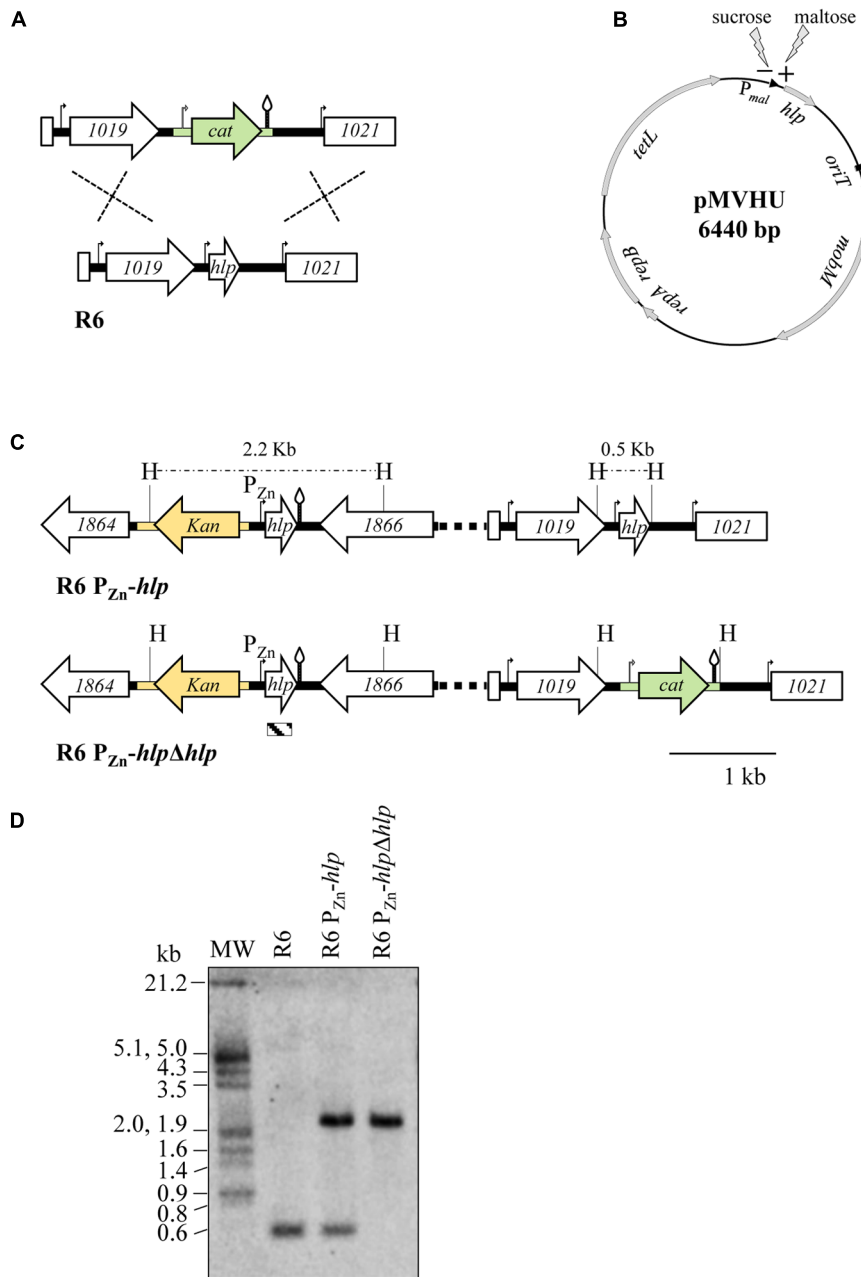 A
1019
cat
1021
1019
hlp
1021
R6
B
sucrose
maltose
− +
Pmal
hlp
oriT
tetL
pMVHU
6440 bp
mobM
repB
repA
C
2.2 Kb
0.5 Kb
H
H
H
H
PZn
1864
Kan
hlp
1866
1019
hlp
1021
R6 PZn-hlp
H
H
H
H
PZn
1864
Kan
hlp
1866
1019
cat
1021
R6 PZn-hlpΔhlp
1 kb
D
kb
MW
R6
R6 PZn-hlp
R6 PZn-hlpΔhlp
21.2
5.1, 5.0
4.3
3.5
2.0, 1.9
1.6
1.4
0.9
0.8
0.6